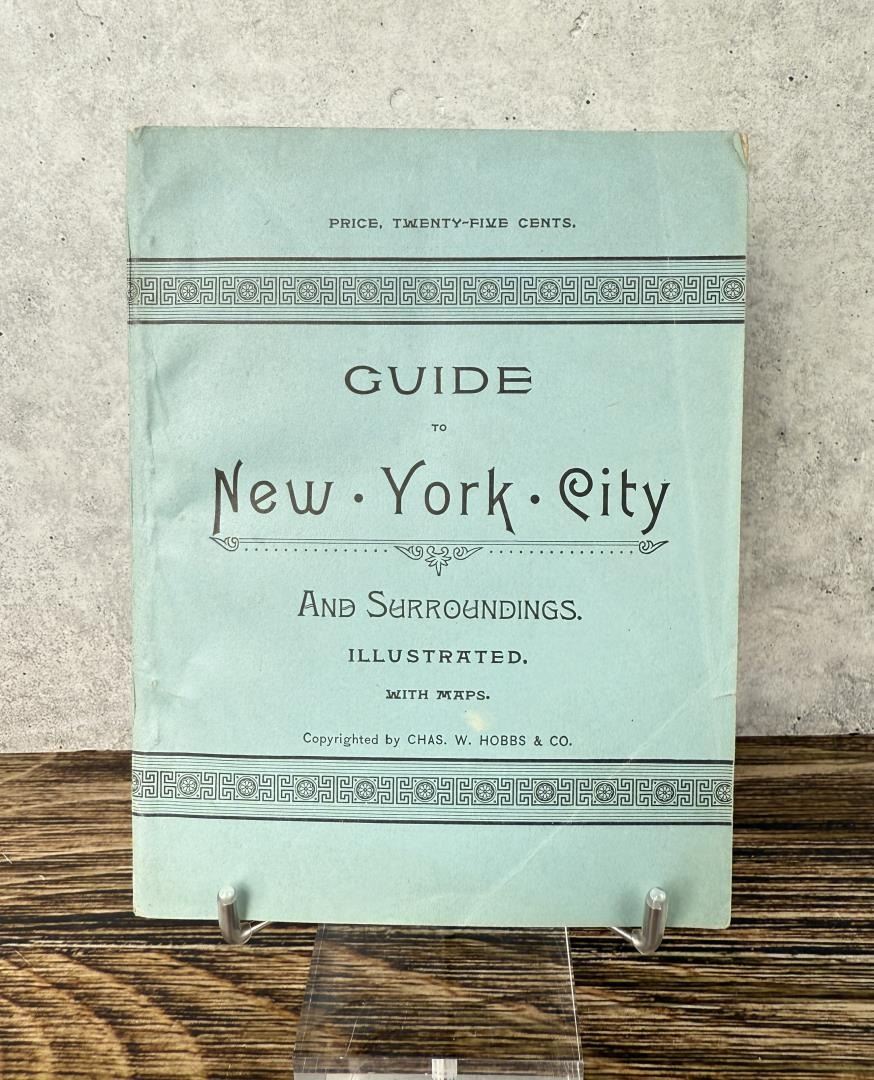 PRICE, TWENTY-FIVE CENTS.
GUIDE
TO
New · York · City
AND SURROUNDINGS.
ILLUSTRATED.
WITH MAPS.
Copyrighted by CHAS. W. HOBBS & CO.